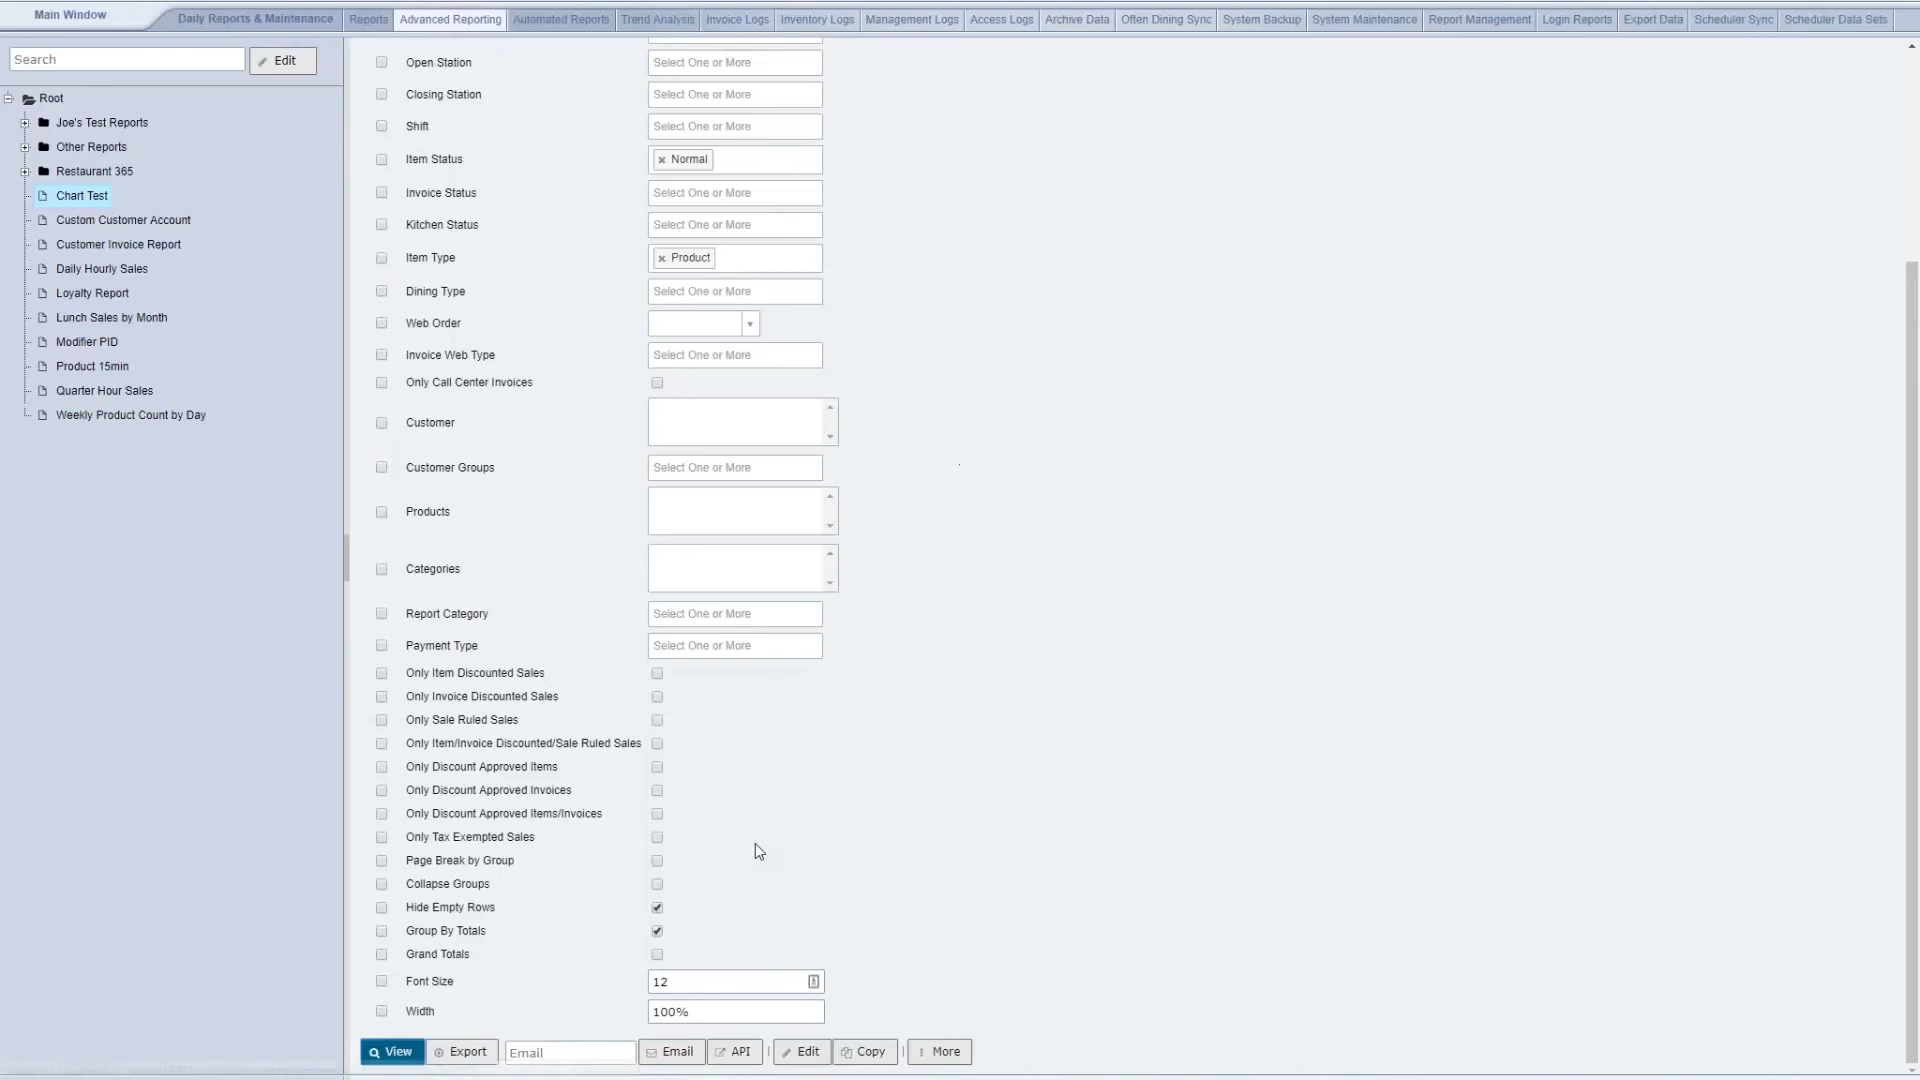 Main Window
Daily Reports & Maintenance
Reports
Advanced Reporting
Automated Reports
Trend Analysis
Invoice Logs
Inventory Logs
Management Logs
Access Logs
Archive Data
Often Dining Sync
System Backup
System Maintenance
Report Management
Login Reports
Export Data
Scheduler Sync
Scheduler Data Sets
Search
Edit
Root
Joe's Test Reports
Other Reports
Restaurant 365
Chart Test
Custom Customer Account
Customer Invoice Report
Daily Hourly Sales
Loyalty Report
Lunch Sales by Month
Modifier PID
Product 15min
Quarter Hour Sales
Weekly Product Count by Day
Open Station Select One or More
Closing Station Select One or More
Shift Select One or More
Item Status Normal
Invoice Status Select One or More
Kitchen Status Select One or More
Item Type Product
Dining Type Select One or More
Web Order
Invoice Web Type Select One or More
Only Call Center Invoices
Customer
Customer Groups Select One or More
Products
Categories
Report Category Select One or More
Payment Type Select One or More
Only Item Discounted Sales
Only Invoice Discounted Sales
Only Sale Ruled Sales
Only Item/Invoice Discounted/Sale Ruled Sales
Only Discount Approved Items
Only Discount Approved Invoices
Only Discount Approved Items/Invoices
Only Tax Exempted Sales
Page Break by Group
Collapse Groups
Hide Empty Rows
Group By Totals
Grand Totals
Font Size 12
Width 100%
View Export Email Email API | Edit Copy | More